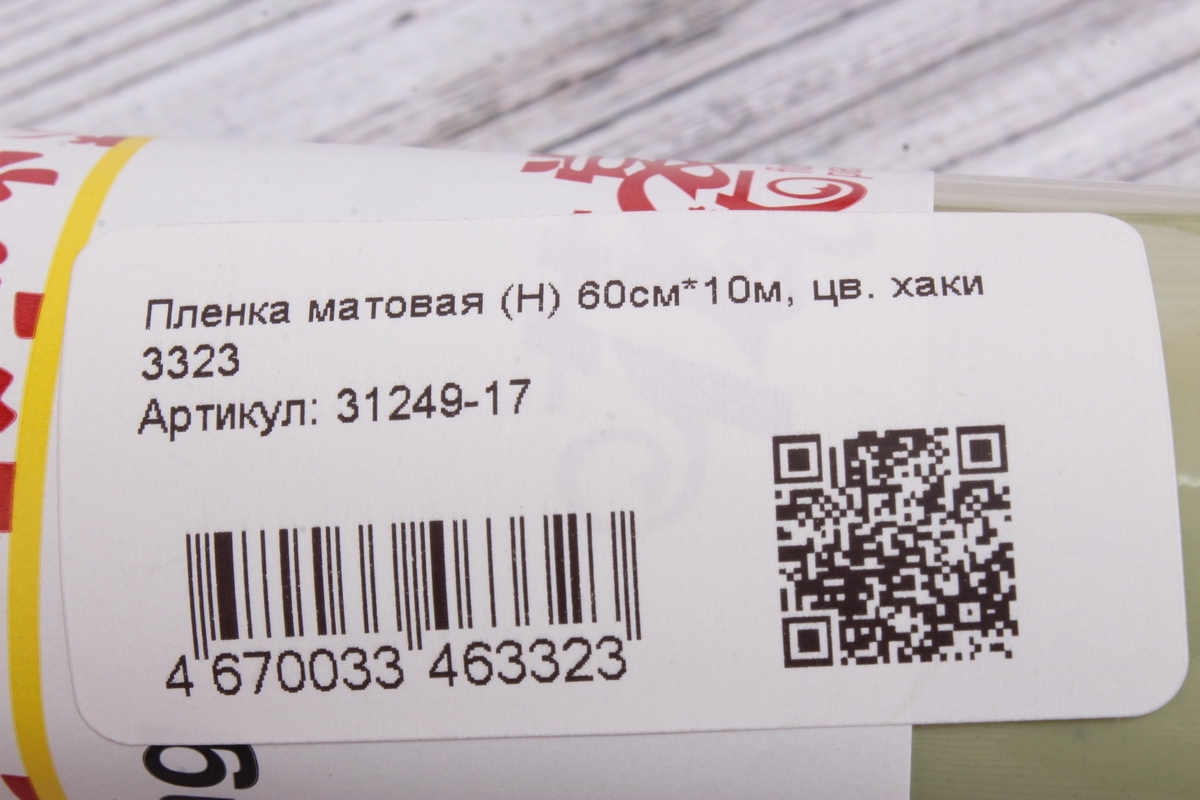 Пленка матовая (Н) 60см*10м, цв. хаки
3323
Артикул: 31249-17
4 670033 463323